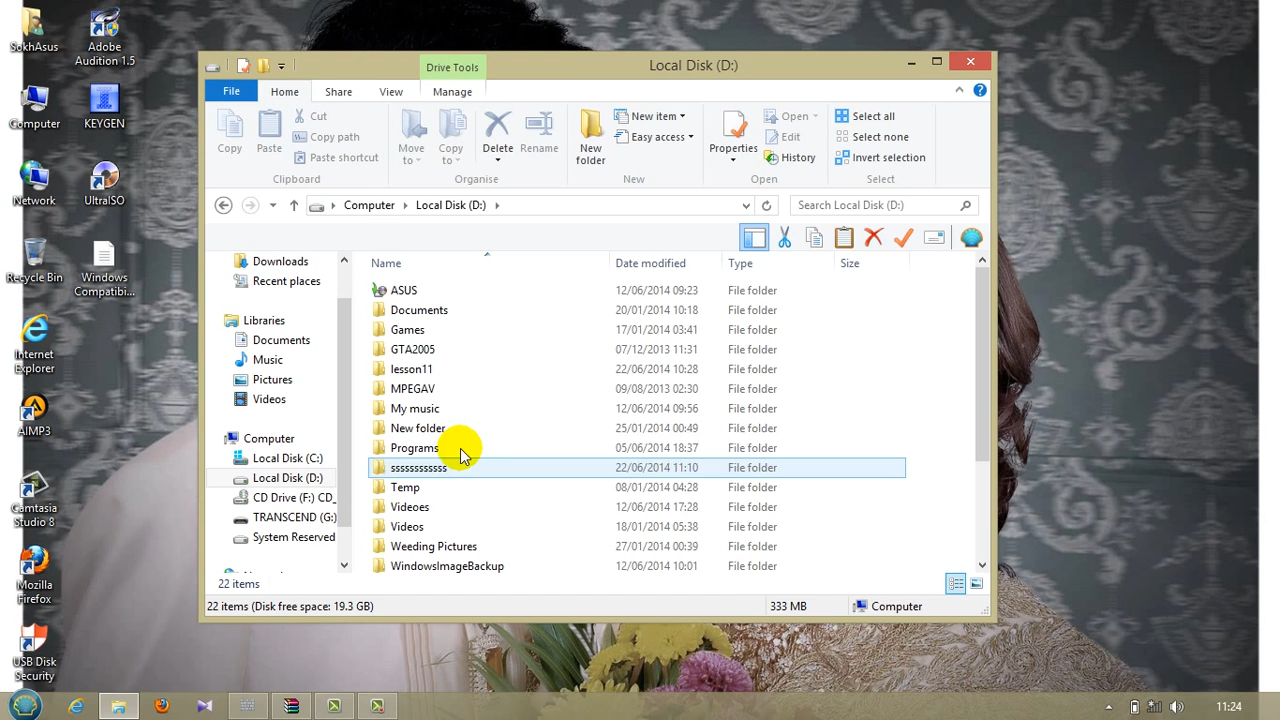 SokhAsus
Adobe
Audition 1.5
Computer
KEYGEN
Network
UltraISO
Recycle Bin
Windows
Compatibi...
Internet
Explorer
AIMP3
Camtasia
Studio 8
Mozilla
Firefox
USB Disk
Security
Drive Tools
Local Disk (D:)
File
Home
Share
View
Manage
Copy
Paste
Cut
Copy path
Paste shortcut
Clipboard
Move
to
Copy
to
Delete
Rename
Organise
New
folder
New item
Easy access
New
Properties
Open
Edit
History
Open
Select all
Select none
Invert selection
Select
Computer
Local Disk (D:)
Search Local Disk (D:)
Downloads
Recent places
Libraries
Documents
Music
Pictures
Videos
Computer
Local Disk (C:)
Local Disk (D:)
CD Drive (F:) CD_
TRANSCEND (G:)
System Reserved
Name Date modified Type Size
ASUS 12/06/2014 09:23 File folder
Documents 20/01/2014 10:18 File folder
Games 17/01/2014 03:41 File folder
GTA2005 07/12/2013 11:31 File folder
lesson11 22/06/2014 10:28 File folder
MPEGAV 09/08/2013 02:30 File folder
My music 12/06/2014 09:56 File folder
New folder 25/01/2014 00:49 File folder
Programs 05/06/2014 18:37 File folder
ssssssssssss 22/06/2014 11:10 File folder
Temp 08/01/2014 04:28 File folder
Videoes 12/06/2014 17:28 File folder
Videos 18/01/2014 05:38 File folder
Weeding Pictures 27/01/2014 00:39 File folder
WindowsImageBackup 12/06/2014 10:01 File folder
22 items
22 items (Disk free space: 19.3 GB)
333 MB
Computer
11:24